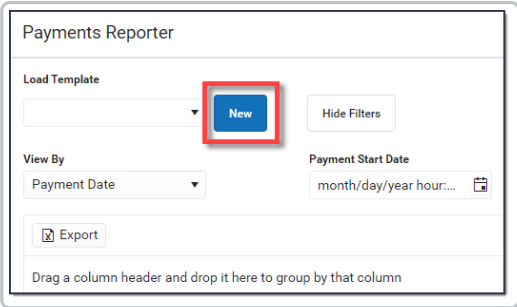 Payments Reporter
Load Template
New
Hide Filters
View By
Payment Start Date
Payment Date
month/day/year hour:...
Export
Drag a column header and drop it here to group by that column